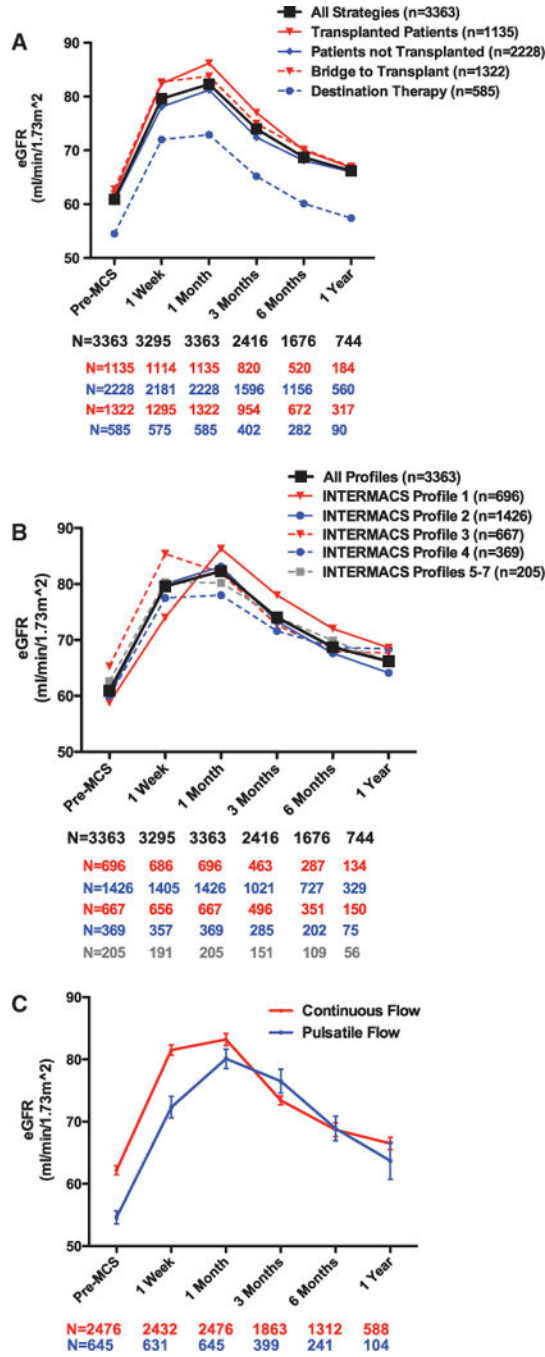 A
All Strategies (n=3363)
Transplanted Patients (n=1135)
Patients not Transplanted (n=2228)
Bridge to Transplant (n=1322)
Destination Therapy (n=585)
eGFR
(ml/min/1.73m^2)
90
80
70
60
50
Pre-MCS
1 Week
1 Month
3 Months
6 Months
1 Year
N=3363 3295 3363 2416 1676 744
N=1135 1114 1135 820 520 184
N=2228 2181 2228 1596 1156 560
N=1322 1295 1322 954 672 317
N=585 575 585 402 282 90
B
All Profiles (n=3363)
INTERMACS Profile 1 (n=696)
INTERMACS Profile 2 (n=1426)
INTERMACS Profile 3 (n=667)
INTERMACS Profile 4 (n=369)
INTERMACS Profiles 5-7 (n=205)
eGFR
(ml/min/1.73m^2)
90
80
70
60
50
Pre-MCS
1 Week
1 Month
3 Months
6 Months
1 Year
N=3363 3295 3363 2416 1676 744
N=696 686 696 463 287 134
N=1426 1405 1426 1021 727 329
N=667 656 667 496 351 150
N=369 357 369 285 202 75
N=205 191 205 151 109 56
C
Continuous Flow
Pulsatile Flow
eGFR
(ml/min/1.73m^2)
90
80
70
60
50
Pre-MCS
1 Week
1 Month
3 Months
6 Months
1 Year
N=2476 2432 2476 1863 1312 588
N=645 631 645 399 241 104